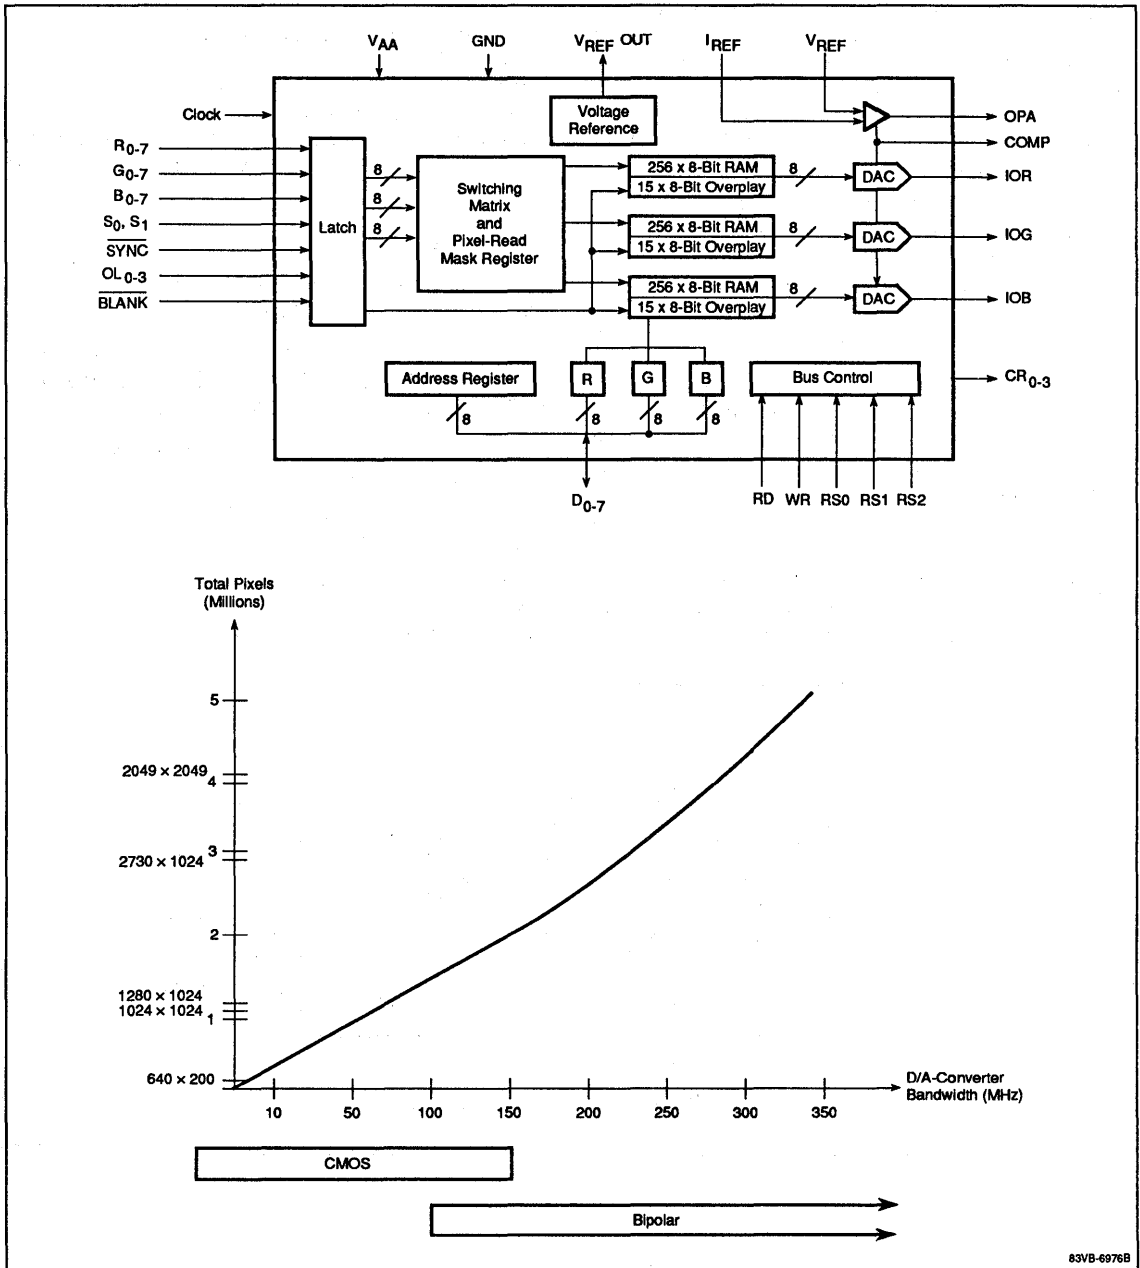 VAA GND VREF OUT IREF VREF
Clock
R0-7
G0-7
B0-7
S0, S1
SYNC
OL0-3
BLANK
Latch
8
8
8
Switching
Matrix
and
Pixel-Read
Mask Register
Voltage
Reference
256 x 8-Bit RAM
15 x 8-Bit Overplay
256 x 8-Bit RAM
15 x 8-Bit Overplay
256 x 8-Bit RAM
15 x 8-Bit Overplay
8
8
8
DAC
DAC
DAC
OPA
COMP
IOR
IOG
IOB
CR0-3
Address Register
R
G
B
Bus Control
8 8 8 8
D0-7
RD WR RS0 RS1 RS2
Total Pixels
(Millions)
5
2049 × 2049
4
3
2730 × 1024
2
1280 × 1024
1024 × 1024
1
640 × 200
10 50 100 150 200 250 300 350
D/A-Converter
Bandwidth (MHz)
CMOS
Bipolar
83VB-6976B